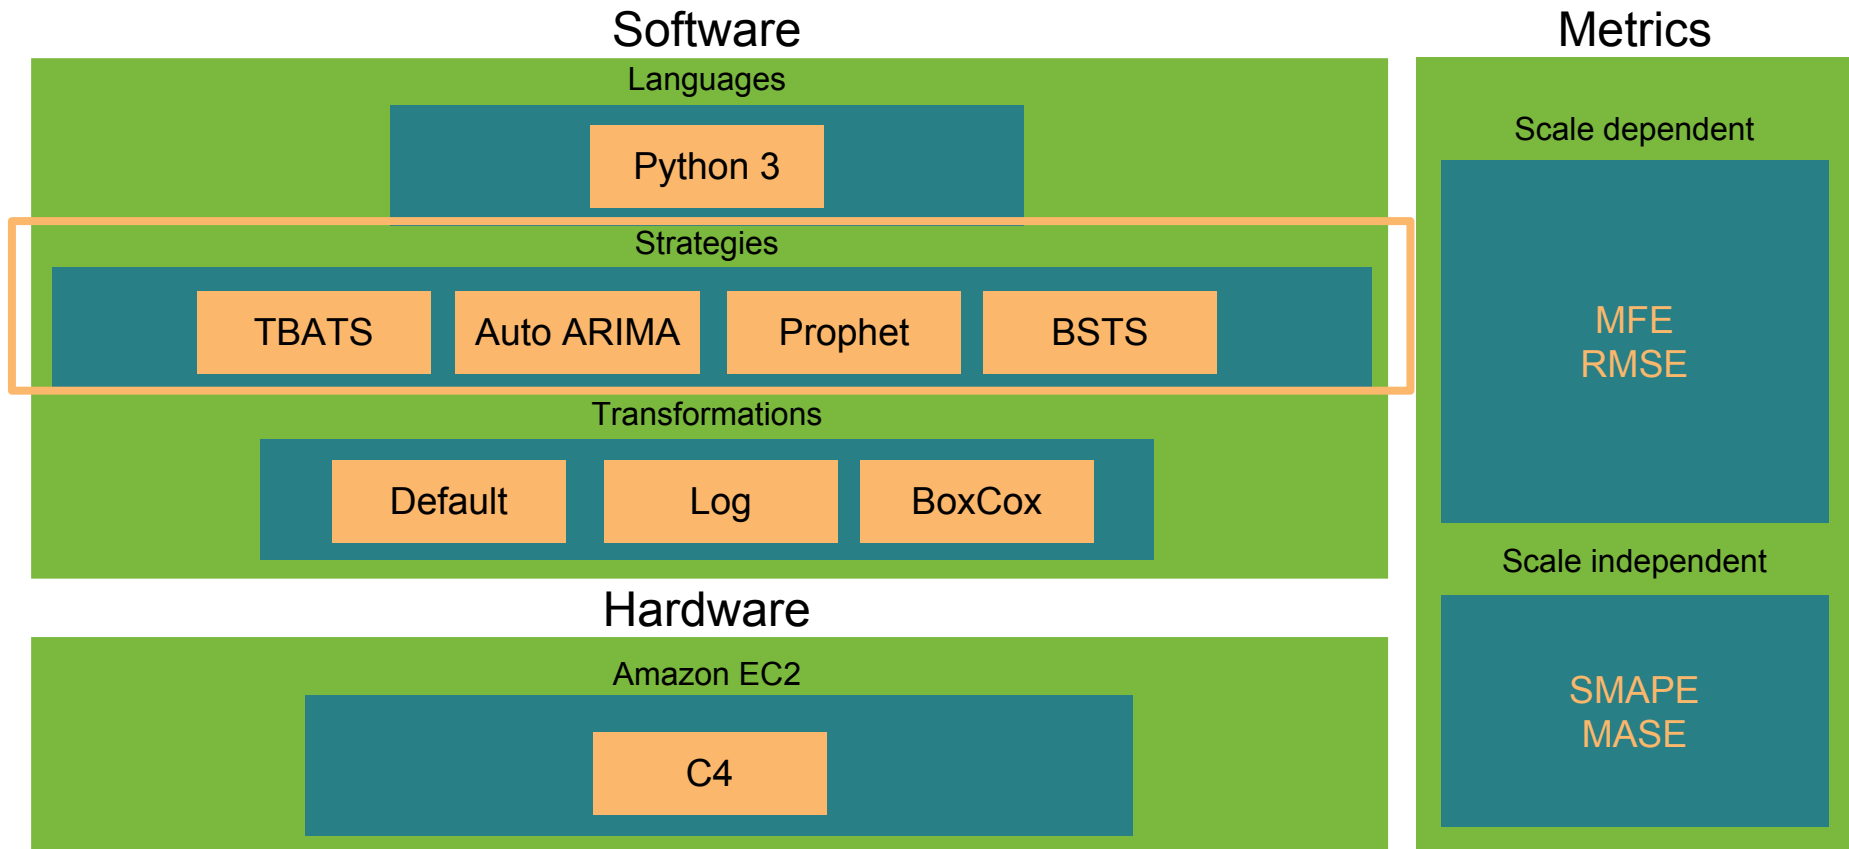 Software
Languages
Python 3
Strategies
TBATS
Auto ARIMA
Prophet
BSTS
Transformations
Default
Log
BoxCox
Hardware
Amazon EC2
C4
Metrics
Scale dependent
MFE
RMSE
Scale independent
SMAPE
MASE